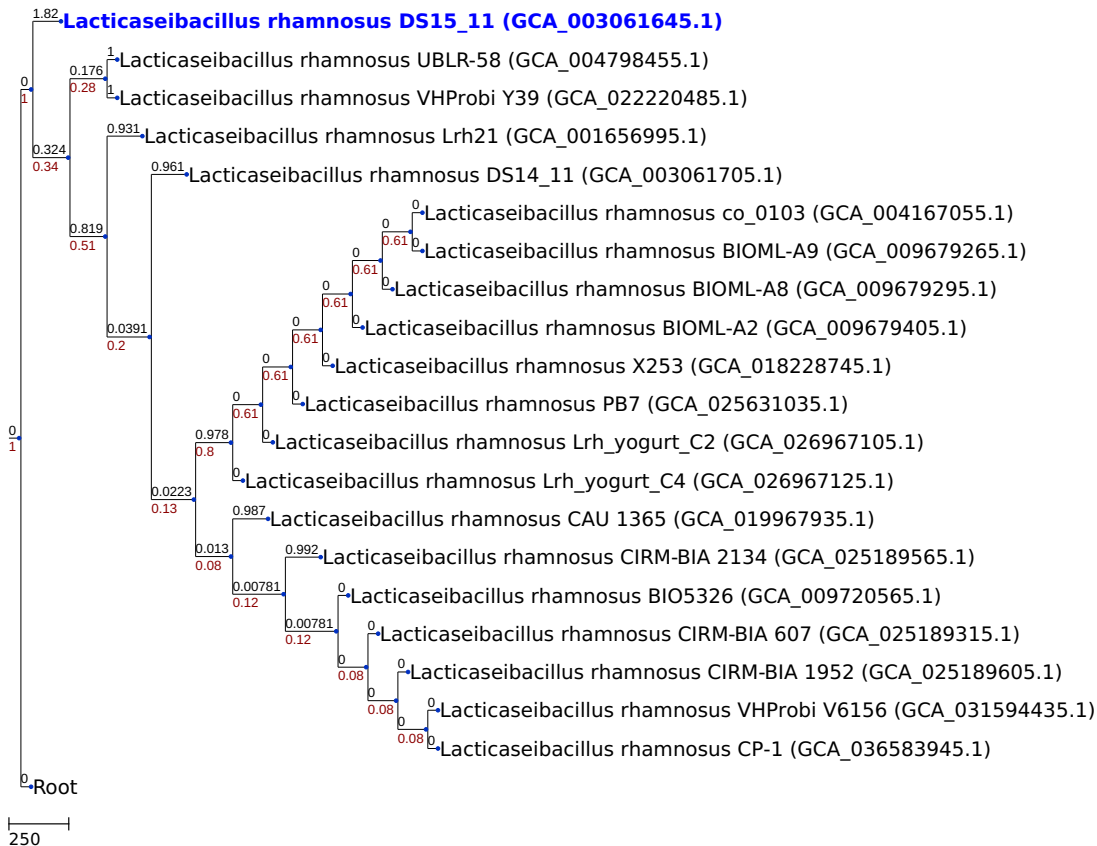 1.82
Lacticaseibacillus rhamnosus DS15_11 (GCA_003061645.1)
1
Lacticaseibacillus rhamnosus UBLR-58 (GCA_004798455.1)
0.176
0.28
0
1
1
Lacticaseibacillus rhamnosus VHProbi Y39 (GCA_022220485.1)
0.931
Lacticaseibacillus rhamnosus Lrh21 (GCA_001656995.1)
0.324
0.34
0.961
Lacticaseibacillus rhamnosus DS14_11 (GCA_003061705.1)
0
Lacticaseibacillus rhamnosus co_0103 (GCA_004167055.1)
0.819
0.51
0
0.61
0
Lacticaseibacillus rhamnosus BIOML-A9 (GCA_009679265.1)
0
0.61
0
Lacticaseibacillus rhamnosus BIOML-A8 (GCA_009679295.1)
0
0.61
0
Lacticaseibacillus rhamnosus BIOML-A2 (GCA_009679405.1)
0.0391
0.2
0
0.61
0
Lacticaseibacillus rhamnosus X253 (GCA_018228745.1)
0
0.61
0
Lacticaseibacillus rhamnosus PB7 (GCA_025631035.1)
0
0.61
0
Lacticaseibacillus rhamnosus Lrh_yogurt_C2 (GCA_026967105.1)
0
1
0.978
0.8
0
Lacticaseibacillus rhamnosus Lrh_yogurt_C4 (GCA_026967125.1)
0.0223
0.13
0.987
Lacticaseibacillus rhamnosus CAU 1365 (GCA_019967935.1)
0.013
0.08
0.992
Lacticaseibacillus rhamnosus CIRM-BIA 2134 (GCA_025189565.1)
0.00781
0.12
0
Lacticaseibacillus rhamnosus BIO5326 (GCA_009720565.1)
0.00781
0.12
0
Lacticaseibacillus rhamnosus CIRM-BIA 607 (GCA_025189315.1)
0
0.08
0
Lacticaseibacillus rhamnosus CIRM-BIA 1952 (GCA_025189605.1)
0
0.08
0
Lacticaseibacillus rhamnosus VHProbi V6156 (GCA_031594435.1)
0
0.08
0
Lacticaseibacillus rhamnosus CP-1 (GCA_036583945.1)
0
Root
250